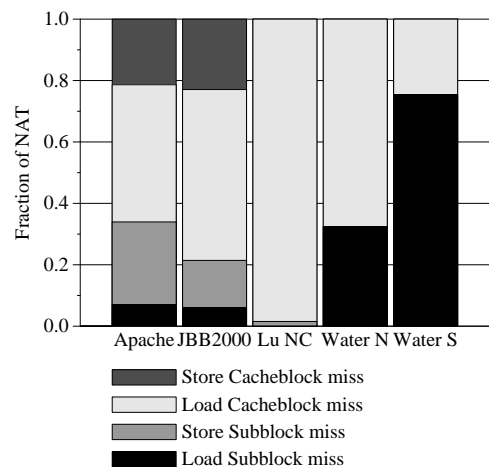 1.0
0.8
0.6
0.4
0.2
0.0
Fraction of NAT
Apache JBB2000 Lu NC Water N Water S
Store Cacheblock miss
Load Cacheblock miss
Store Subblock miss
Load Subblock miss